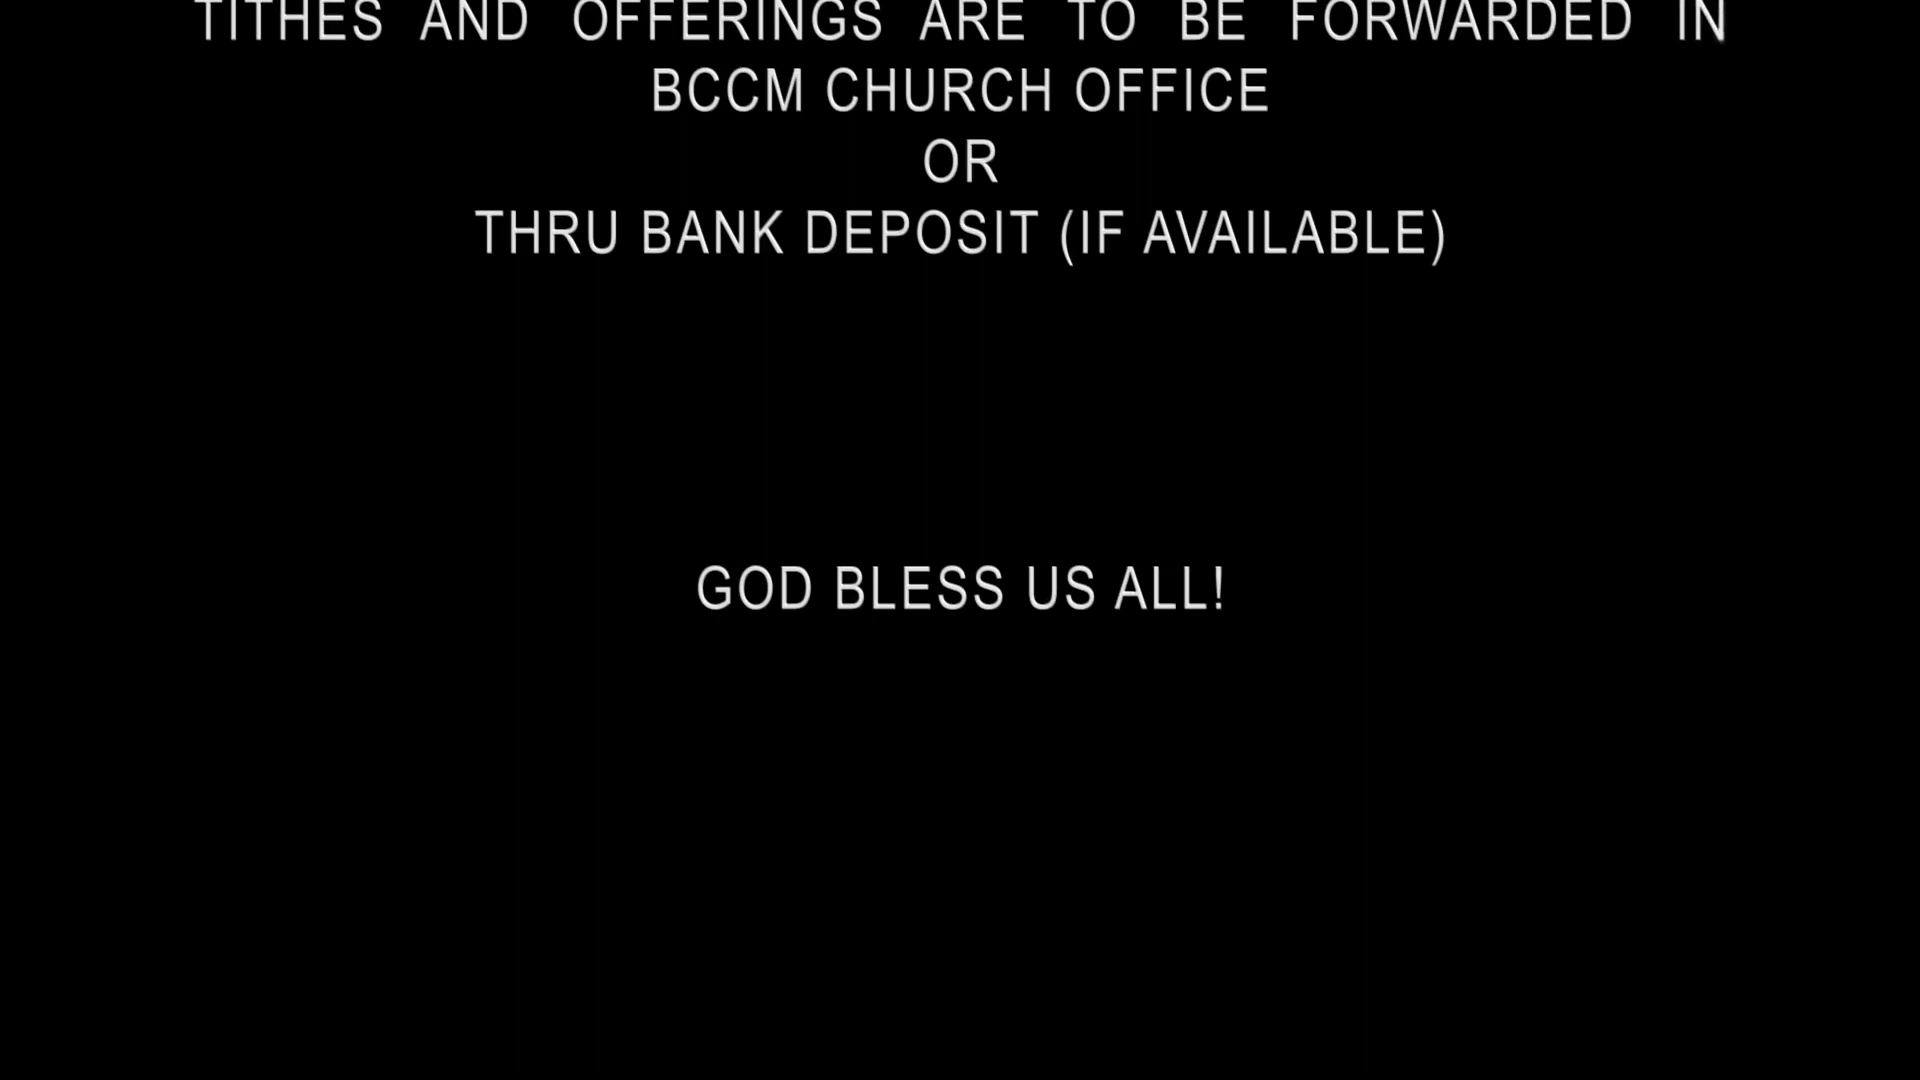 TITHES AND OFFERINGS ARE TO BE FORWARDED IN
BCCM CHURCH OFFICE
OR
THRU BANK DEPOSIT (IF AVAILABLE)
GOD BLESS US ALL!